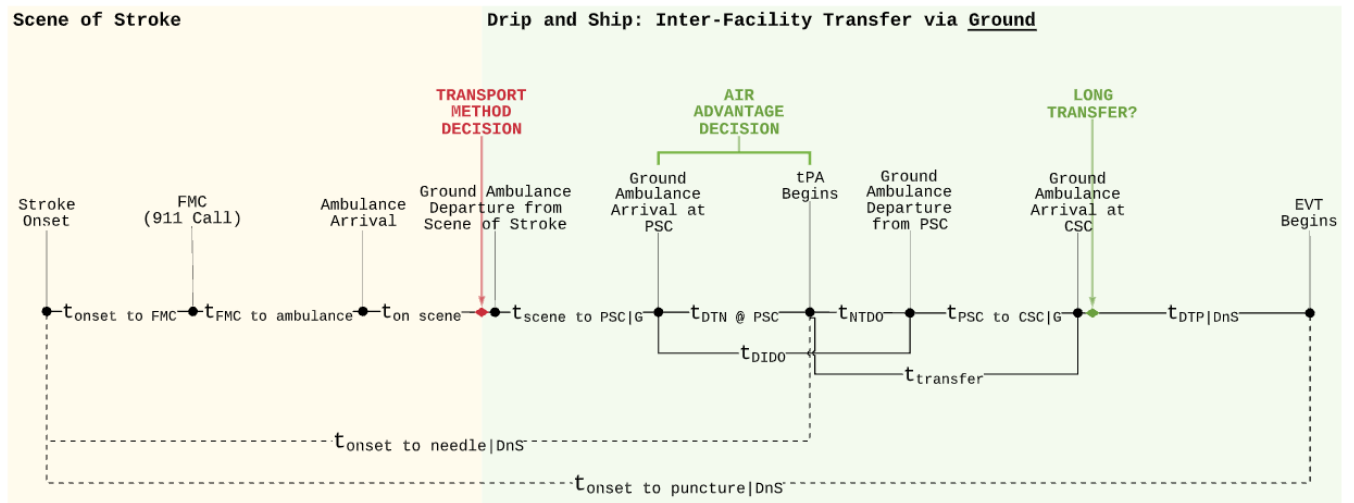 Scene of Stroke
Drip and Ship: Inter-Facility Transfer via Ground
TRANSPORT
METHOD
DECISION
AIR
ADVANTAGE
DECISION
LONG
TRANSFER?
Stroke
Onset
FMC
(911 Call)
Ambulance
Arrival
Ground Ambulance
Departure from
Scene of Stroke
Ground
Ambulance
Arrival at
PSC
tPA
Begins
Ground
Ambulance
Departure
from PSC
Ground
Ambulance
Arrival at
CSC
EVT
Begins
tonset to FMC
tFMC to ambulance
ton scene
tscene to PSC|G
tDTN @ PSC
tNTDO
tPSC to CSC|G
tDTP|DnS
tDIDO
ttransfer
tonset to needle|DnS
tonset to puncture|DnS